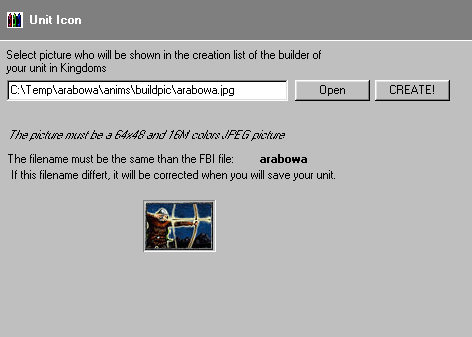 Unit Icon
Select picture who will be shown in the creation list of the builder of
your unit in Kingdoms
C:\Temp\arabowa\anims\buildpic\arabowa.jpg
Open
CREATE!
The picture must be a 64x48 and 16M colors JPEG picture
The filename must be the same than the FBI file: arabowa
If this filename differt, it will be corrected when you will save your unit.